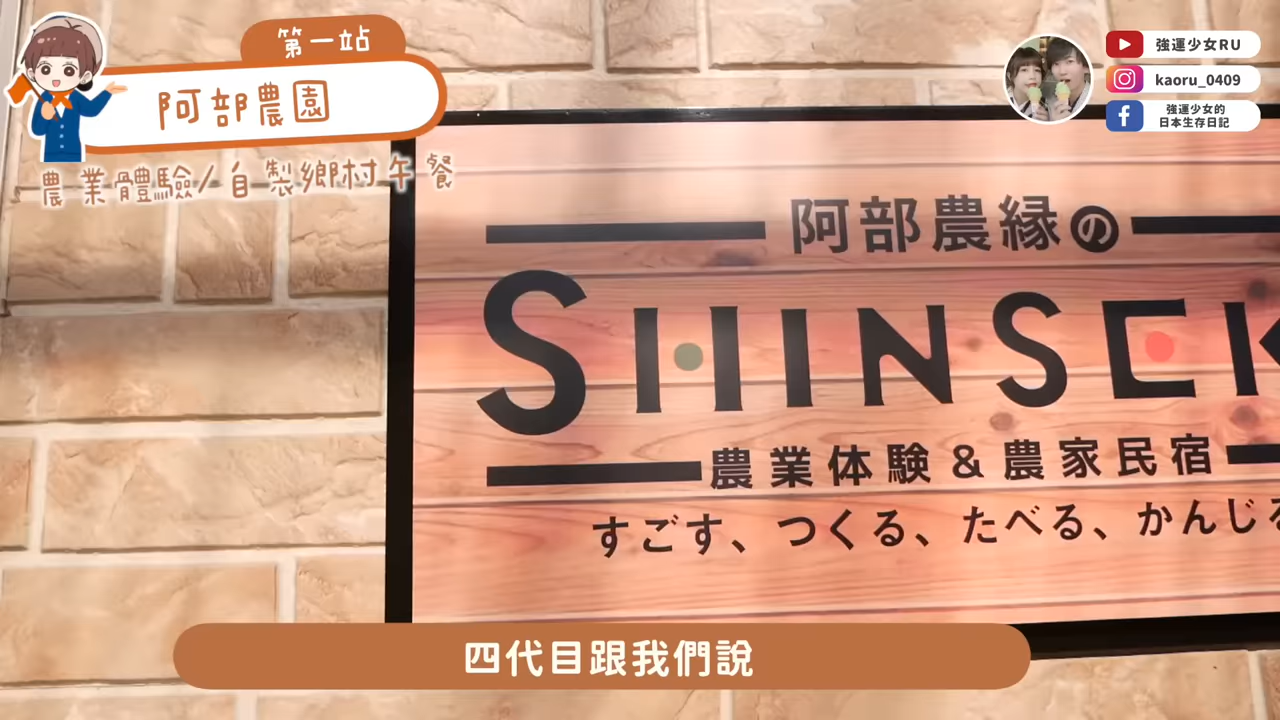 第一站
阿部農園
農業體驗/自製鄉村午餐
強運少女RU
kaoru_0409
強運少女的
日本生存日記
阿部農縁の
SHINSEK
農業体験&農家民宿
すごす、つくる、たべる、かんじる
四代目跟我們說